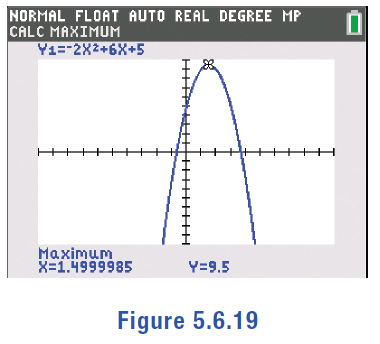 NORMAL FLOAT AUTO REAL DEGREE MP
CALC MAXIMUM
Y1=-2X²+6X+5
Maximum
X=1.4999985 Y=9.5
Figure 5.6.19